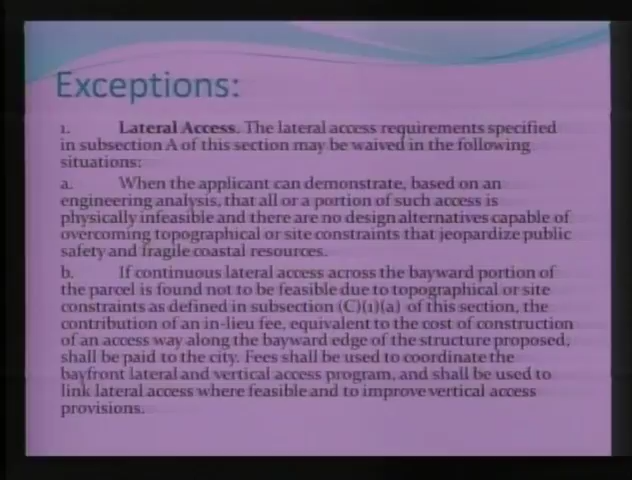 Exceptions:
1. Lateral Access. The lateral access requirements specified
in subsection A of this section may be waived in the following
situations:
a. When the applicant can demonstrate, based on an
engineering analysis, that all or a portion of such access is
physically infeasible and there are no design alternatives capable of
overcoming topographical or site constraints that jeopardize public
safety and fragile coastal resources.
b. If continuous lateral access across the bayward portion of
the parcel is found not to be feasible due to topographical or site
constraints as defined in subsection (C)(1)(a) of this section, the
contribution of an in-lieu fee, equivalent to the cost of construction
of an access way along the bayward edge of the structure proposed,
shall be paid to the city. Fees shall be used to coordinate the
bayfront lateral and vertical access program, and shall be used to
link lateral access where feasible and to improve vertical access
provisions.